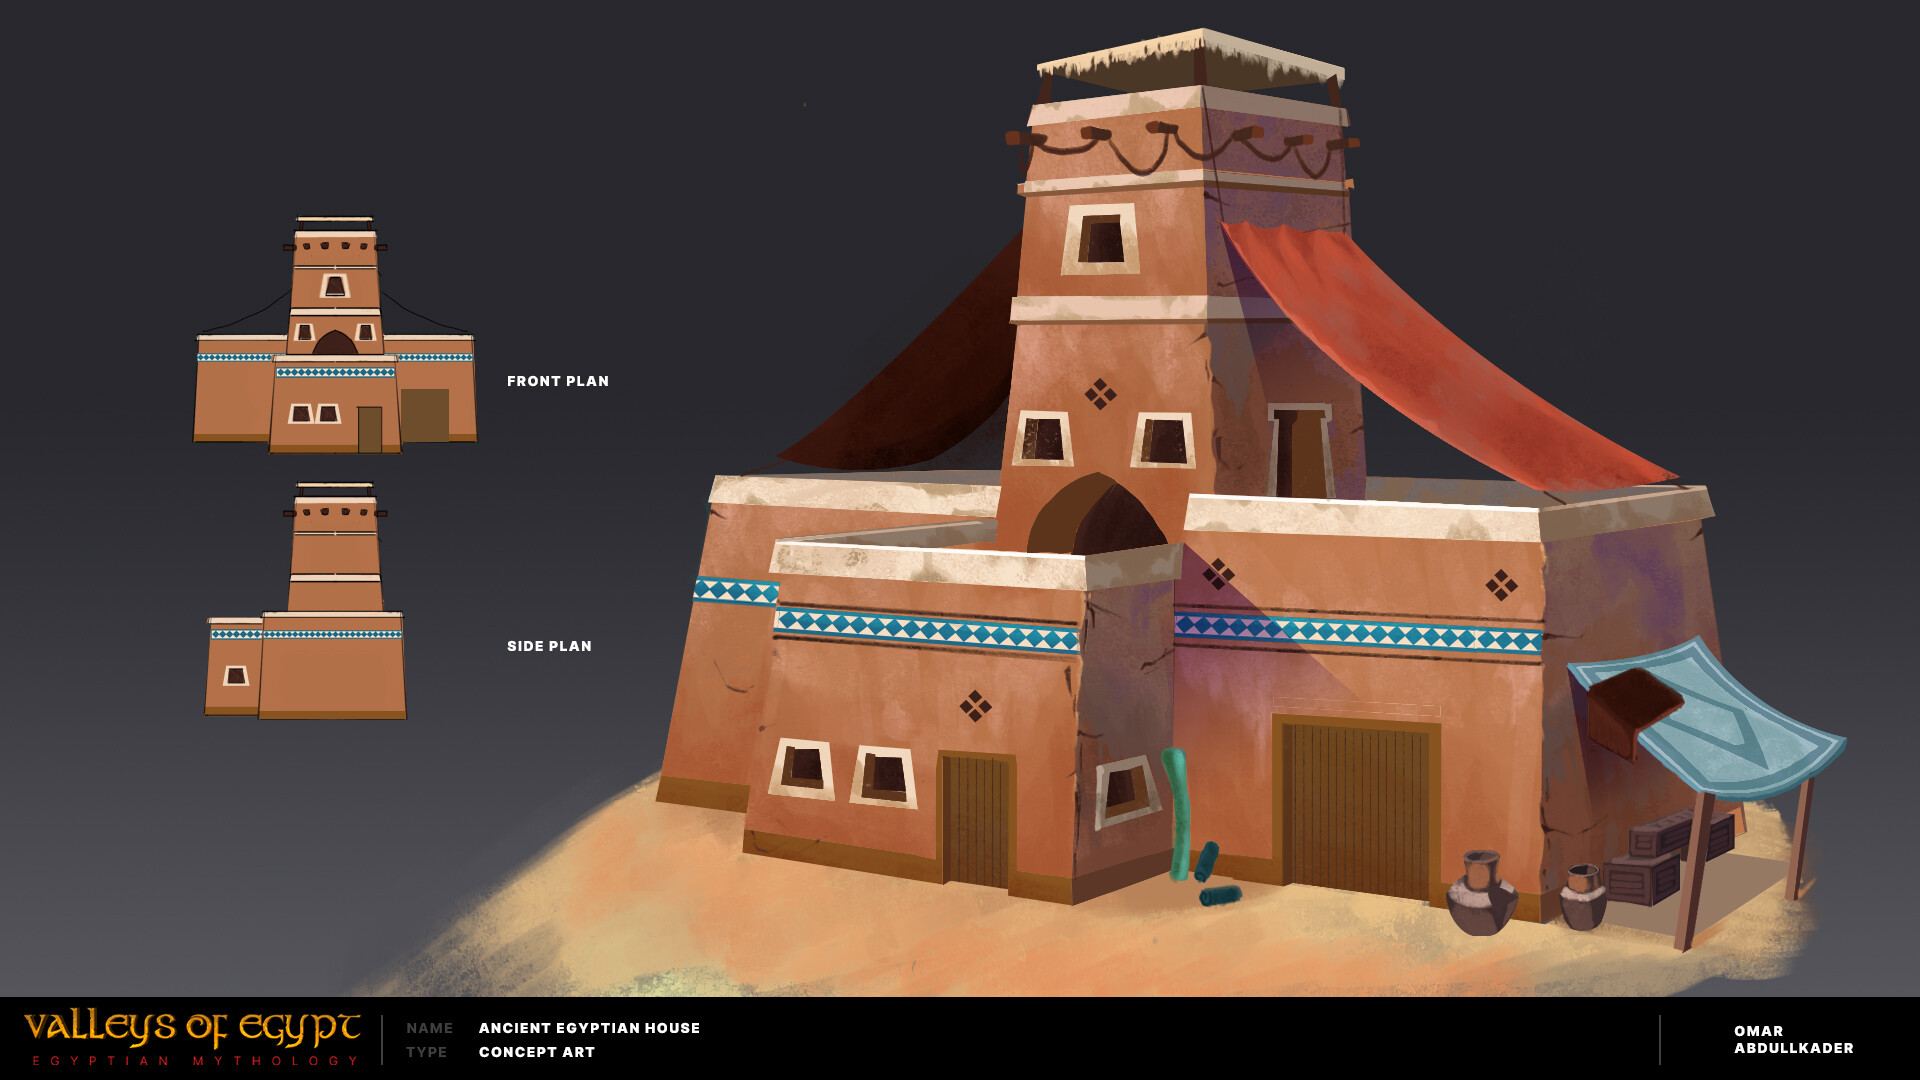 FRONT PLAN
SIDE PLAN
VALLEYS OF EGYPT
EGYPTIAN MYTHOLOGY
NAME ANCIENT EGYPTIAN HOUSE
TYPE CONCEPT ART
OMAR
ABDULLKADER